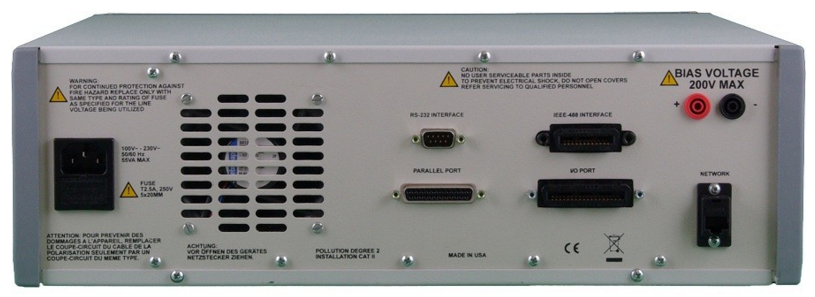 WARNING:
FOR CONTINUED PROTECTION AGAINST
FIRE HAZARD REPLACE ONLY WITH
SAME TYPE AND RATING OF FUSE
AS SPECIFIED FOR THE LINE
VOLTAGE BEING UTILIZED
CAUTION:
NO USER SERVICEABLE PARTS INSIDE
TO PREVENT ELECTRICAL SHOCK, DO NOT OPEN COVERS
REFER SERVICING TO QUALIFIED PERSONNEL
BIAS VOLTAGE
200V MAX
+ -
RS-232 INTERFACE
IEEE-488 INTERFACE
100V~ - 230V~
50/60 Hz
55VA MAX
PARALLEL PORT
I/O PORT
NETWORK
FUSE
T2.5A, 250V
5x20MM
ATTENTION: POUR PREVENIR DES
DOMMAGES A L'APPAREIL, REMPLACER
LE COUPE-CIRCUIT DU CABLE DE LA
POLARISATION SEULEMENT PAR UN
COUPE-CIRCUIT DU MEME TYPE.
ACHTUNG:
VOR ÖFFNEN DES GERÄTES
NETZSTECKER ZIEHEN.
POLLUTION DEGREE 2
INSTALLATION CAT II
MADE IN USA
CE